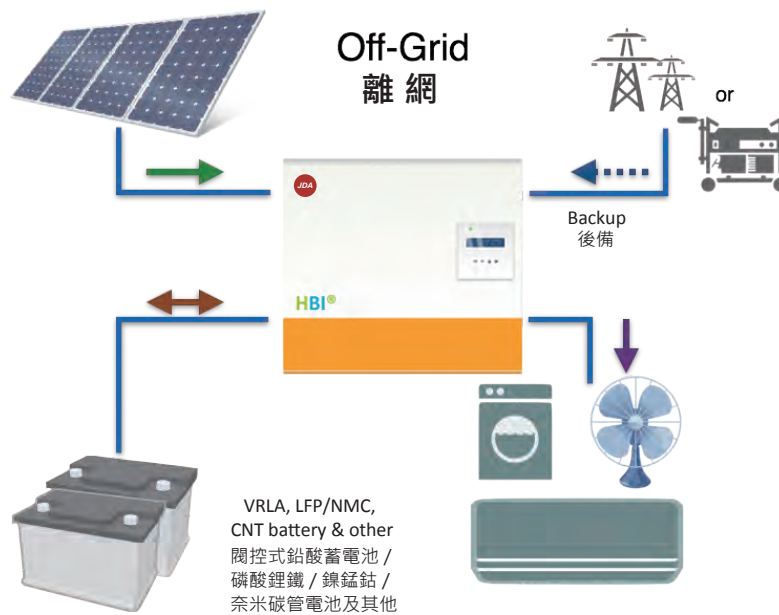 Off-Grid
離網
or
JDA
Backup
後備
HBI®
VRLA, LFP/NMC,
CNT battery & other
閥控式鉛酸蓄電池 /
磷酸鋰鐵 / 鎳錳鈷 /
奈米碳管電池及其他